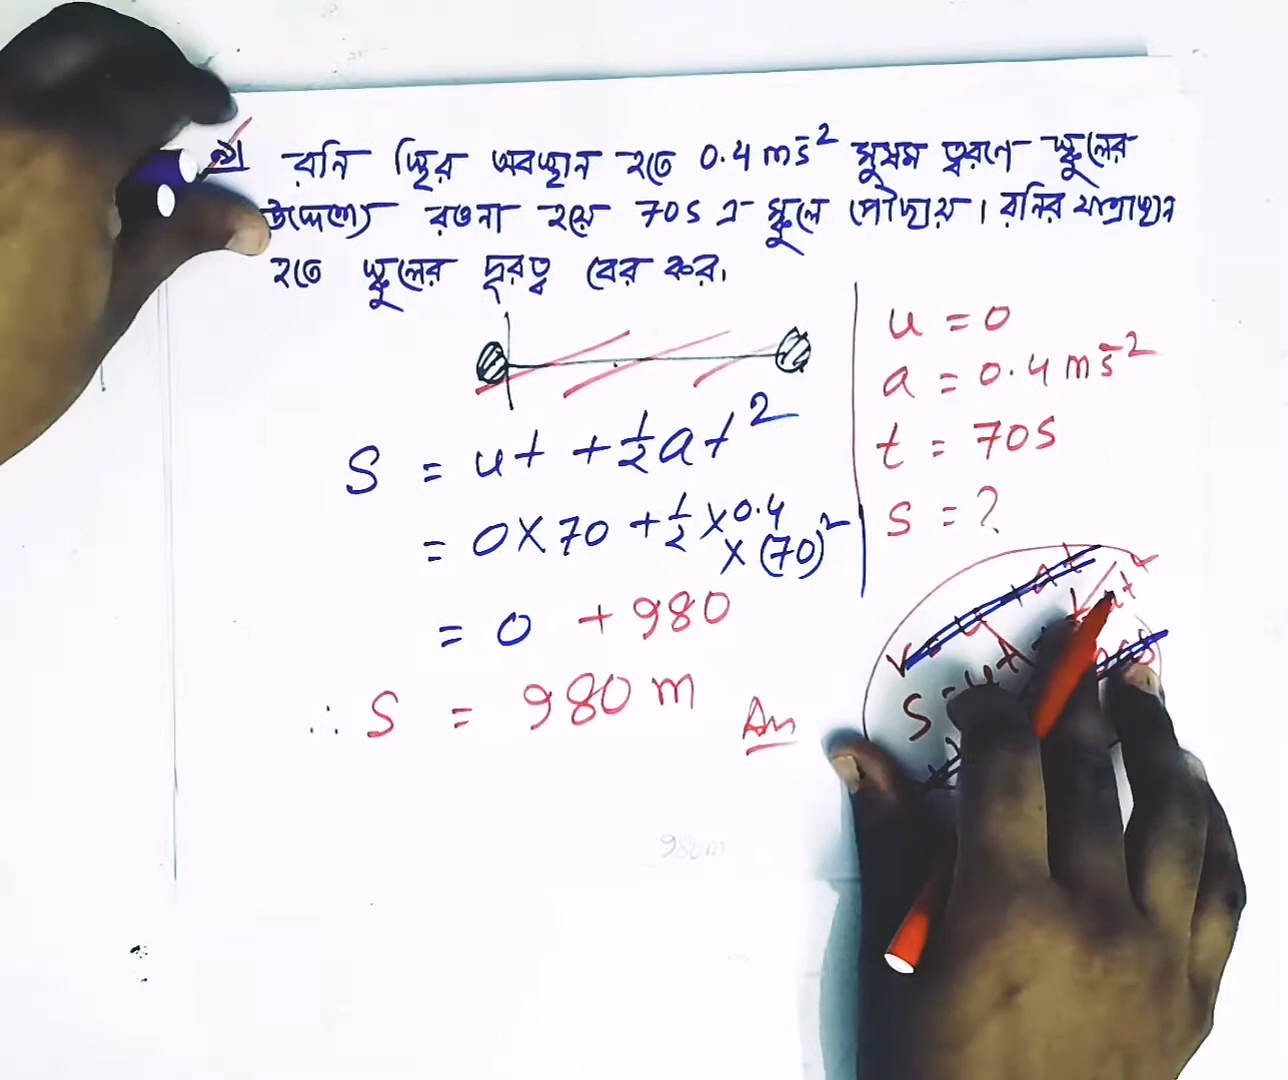 ১। রনি স্থির অবস্থান হতে 0.4 ms⁻² সুষম ত্বরণে স্কুলের
উদ্দেশ্যে রওনা হয়ে 70s এ স্কুলে পৌছায়। রনির যাত্রাস্থান
হতে স্কুলের দূরত্ব বের কর।
u = 0
a = 0.4 ms⁻²
t = 70s
s = ?
S = ut + ½at²
= 0×70 + ½ × 0.4 × (70)²
= 0 + 980
∴ S = 980 m Ans
980m